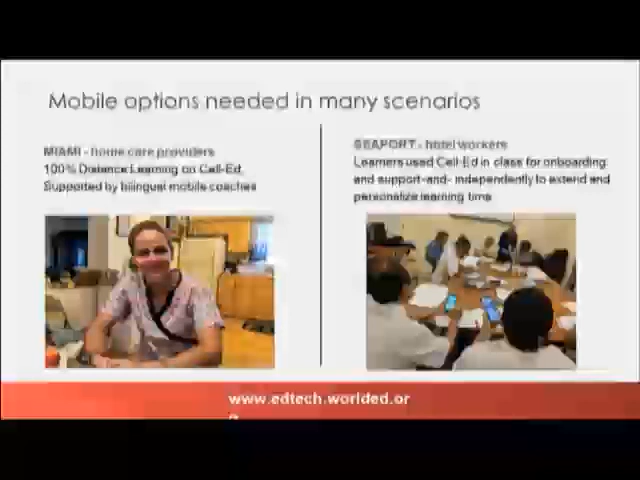 Mobile options needed in many scenarios
MIAMI - home care providers
100% Distance Learning on Cell-Ed.
Supported by bilingual mobile coaches
SEAPORT - hotel workers
Learners used Cell-Ed in class for onboarding
and support-and- independently to extend and
personalize learning time
www.edtech.worlded.or